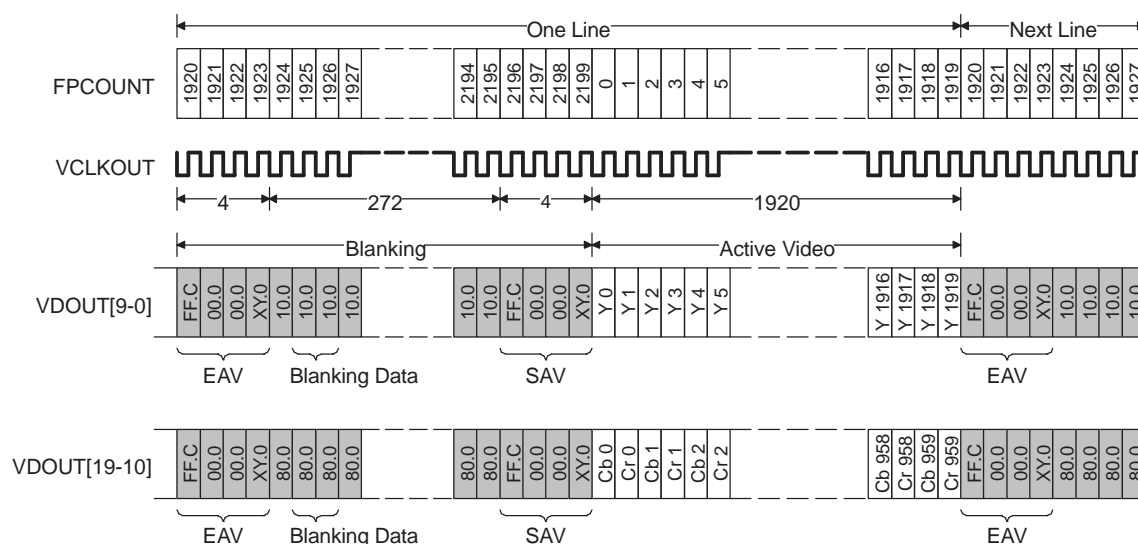 One Line Next Line
FPCOUNT 1920 1921 1922 1923 1924 1925 1926 1927 2194 2195 2196 2197 2198 2199 0 1 2 3 4 5 1916 1917 1918 1919 1920 1921 1922 1923 1924 1925 1926 1927
VCLKOUT
4 272 4 1920
Blanking Active Video
VDOUT[9-0] FF.C 00.0 00.0 XY.0 10.0 10.0 10.0 10.0 10.0 10.0 FF.C 00.0 00.0 XY.0 Y 0 Y 1 Y 2 Y 3 Y 4 Y 5 Y 1916 Y 1917 Y 1918 Y 1919 FF.C 00.0 00.0 XY.0 10.0 10.0 10.0 10.0
EAV Blanking Data SAV EAV
VDOUT[19-10] FF.C 00.0 00.0 XY.0 80.0 80.0 80.0 80.0 80.0 80.0 FF.C 00.0 00.0 XY.0 Cb 0 Cr 0 Cb 1 Cr 1 Cb 2 Cr 2 Cb 958 Cr 958 Cb 959 Cr 959 FF.C 00.0 00.0 XY.0 80.0 80.0 80.0 80.0
EAV Blanking Data SAV EAV